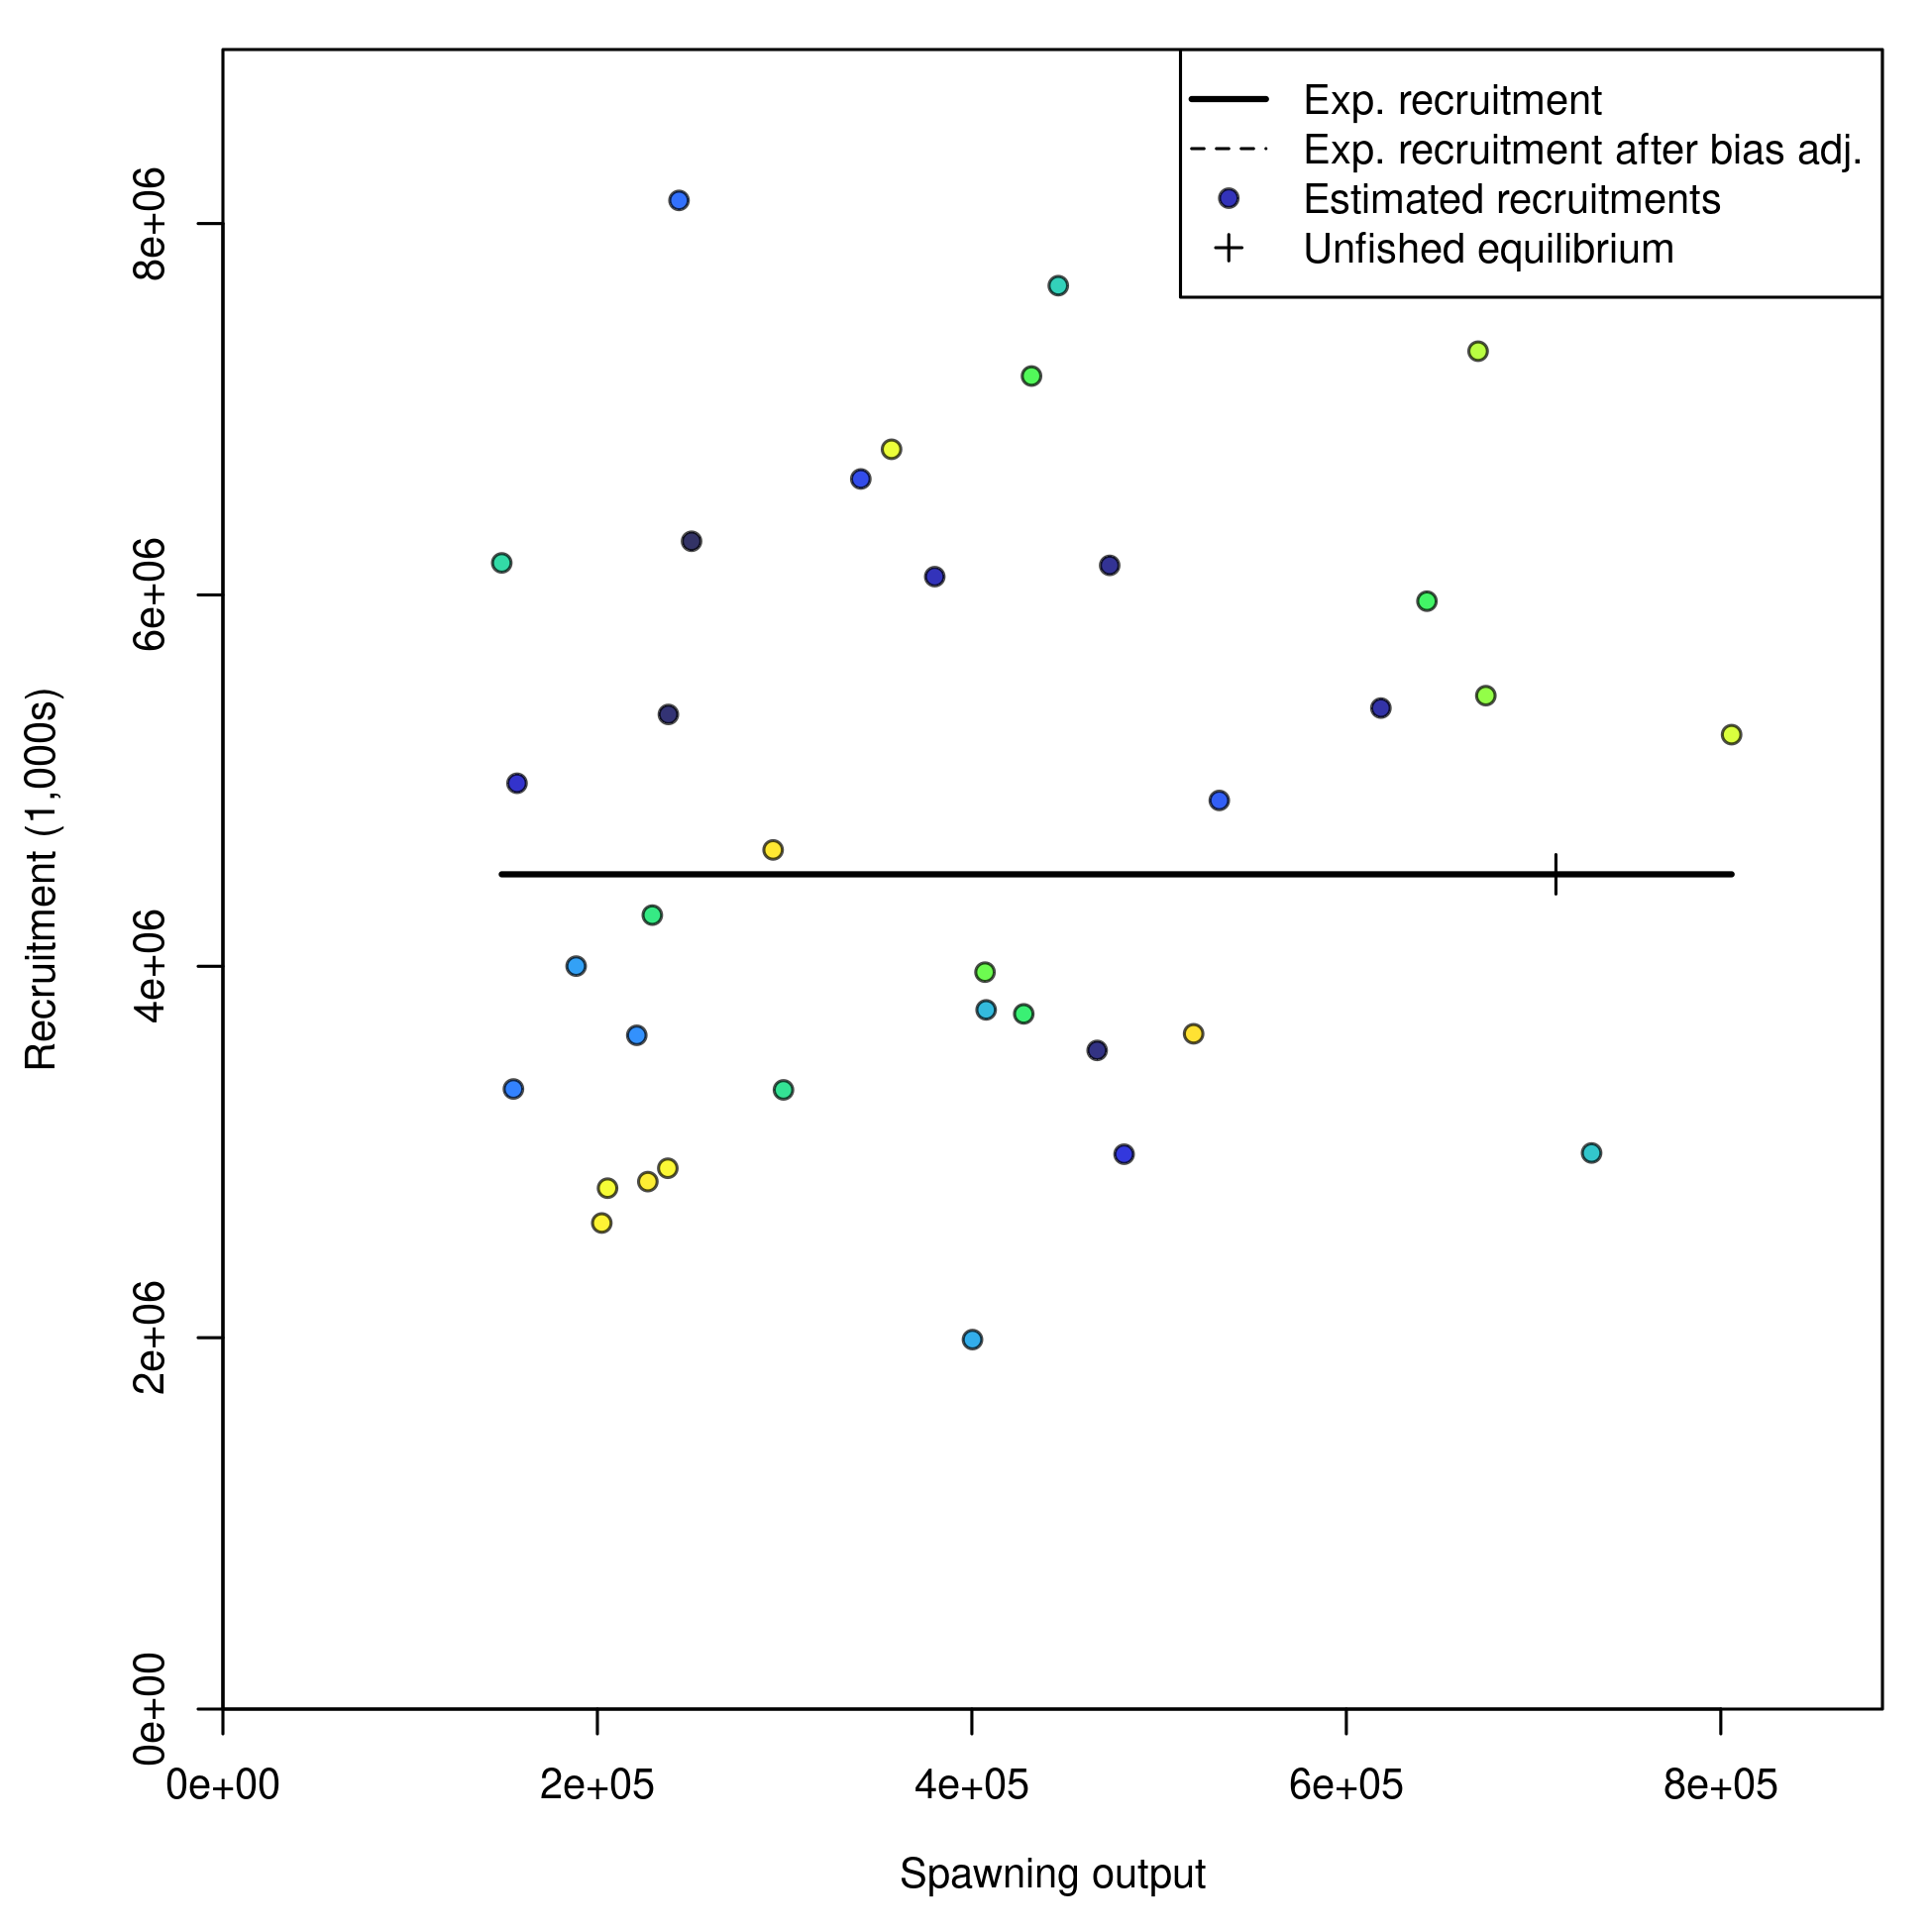 Exp. recruitment
Exp. recruitment after bias adj.
Estimated recruitments
Unfished equilibrium
8e+06
6e+06
4e+06
2e+06
0e+00
Recruitment (1,000s)
0e+00 2e+05 4e+05 6e+05 8e+05
Spawning output